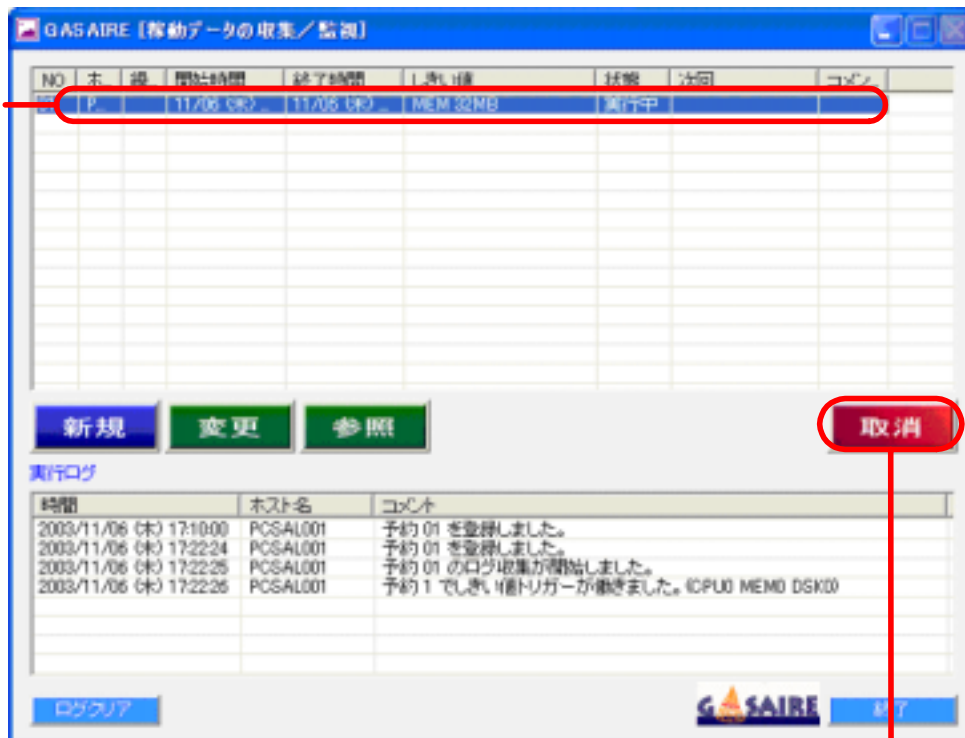 GASAIRE [稼動データの収集／監視]
NO ホ... 繰... 開始時間 終了時間 しきい値 状態 次回 コメン...
P... 11/06 (木) ... 11/06 (木) ... MEM 32MB 実行中
新規 変更 参照 取消
実行ログ
時間 ホスト名 コメント
2003/11/06 (木) 17:10:00 PCSAL001 予約 01 を登録しました。
2003/11/06 (木) 17:22:24 PCSAL001 予約 01 を登録しました。
2003/11/06 (木) 17:22:25 PCSAL001 予約 01 のログ収集が開始しました。
2003/11/06 (木) 17:22:26 PCSAL001 予約 1 でしきい値トリガーが働きました。(CPU0 MEM0 DSK0)
ログクリア GASAIRE 終了